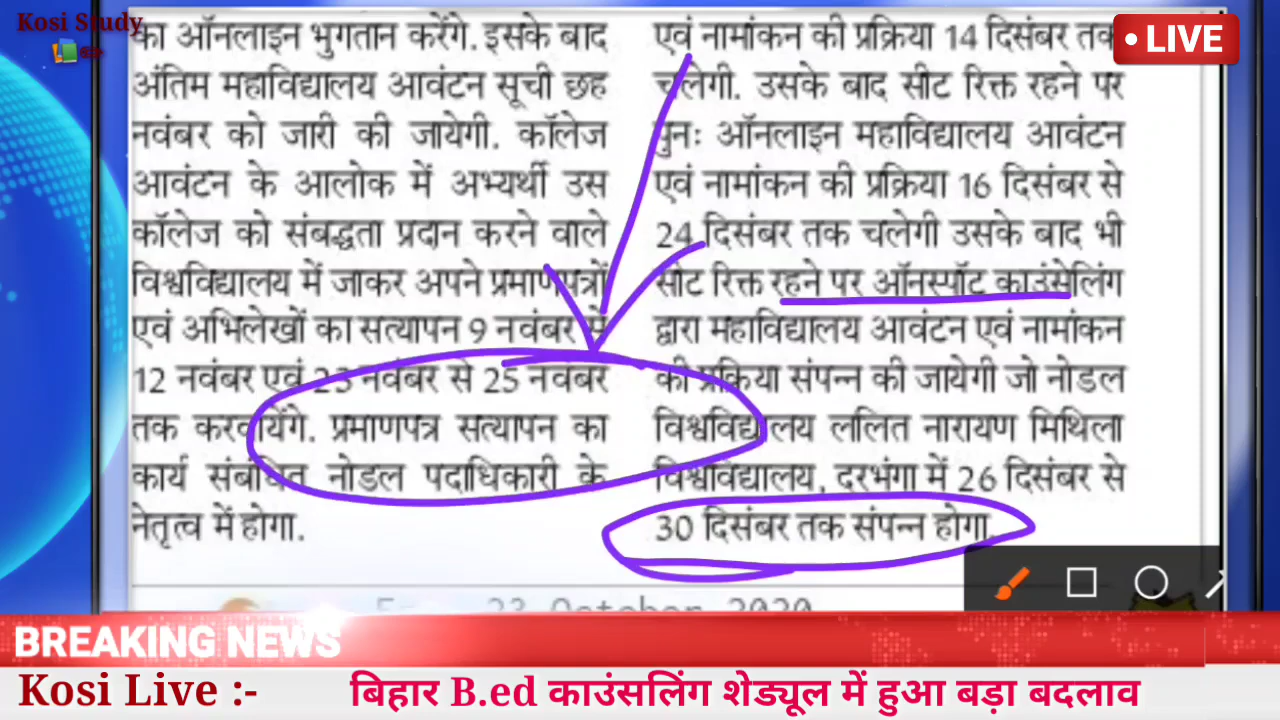 Kosi Study
LIVE
का ऑनलाइन भुगतान करेंगे. इसके बाद
अंतिम महाविद्यालय आवंटन सूची छह
नवंबर को जारी की जायेगी. कॉलेज
आवंटन के आलोक में अभ्यर्थी उस
कॉलेज को संबद्धता प्रदान करने वाले
विश्वविद्यालय में जाकर अपने प्रमाणपत्रों
एवं अभिलेखों का सत्यापन 9 नवंबर से
12 नवंबर एवं 23 नवंबर से 25 नवंबर
तक करवायेंगे. प्रमाणपत्र सत्यापन का
कार्य संबंधित नोडल पदाधिकारी के
नेतृत्व में होगा.
एवं नामांकन की प्रक्रिया 14 दिसंबर तक
चलेगी. उसके बाद सीट रिक्त रहने पर
पुनः ऑनलाइन महाविद्यालय आवंटन
एवं नामांकन की प्रक्रिया 16 दिसंबर से
24 दिसंबर तक चलेगी उसके बाद भी
सीट रिक्त रहने पर ऑनस्पॉट काउंसेलिंग
द्वारा महाविद्यालय आवंटन एवं नामांकन
की प्रक्रिया संपन्न की जायेगी जो नोडल
विश्वविद्यालय ललित नारायण मिथिला
विश्वविद्यालय, दरभंगा में 26 दिसंबर से
30 दिसंबर तक संपन्न होगा.
23 October 2020
BREAKING NEWS
Kosi Live :- बिहार B.ed काउंसलिंग शेड्यूल में हुआ बड़ा बदलाव